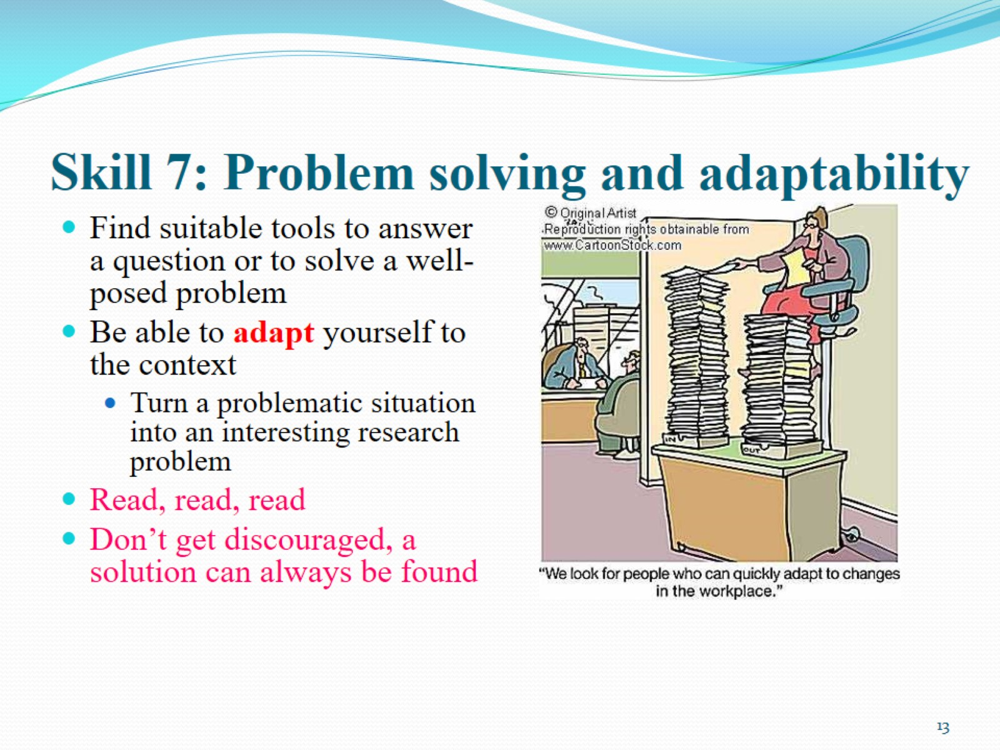 Skill 7: Problem solving and adaptability
Find suitable tools to answer
a question or to solve a well-
posed problem
Be able to adapt yourself to
the context
Turn a problematic situation
into an interesting research
problem
Read, read, read
Don’t get discouraged, a
solution can always be found
© Original Artist
Reproduction rights obtainable from
www.CartoonStock.com
IN
OUT
“We look for people who can quickly adapt to changes
in the workplace.”
13